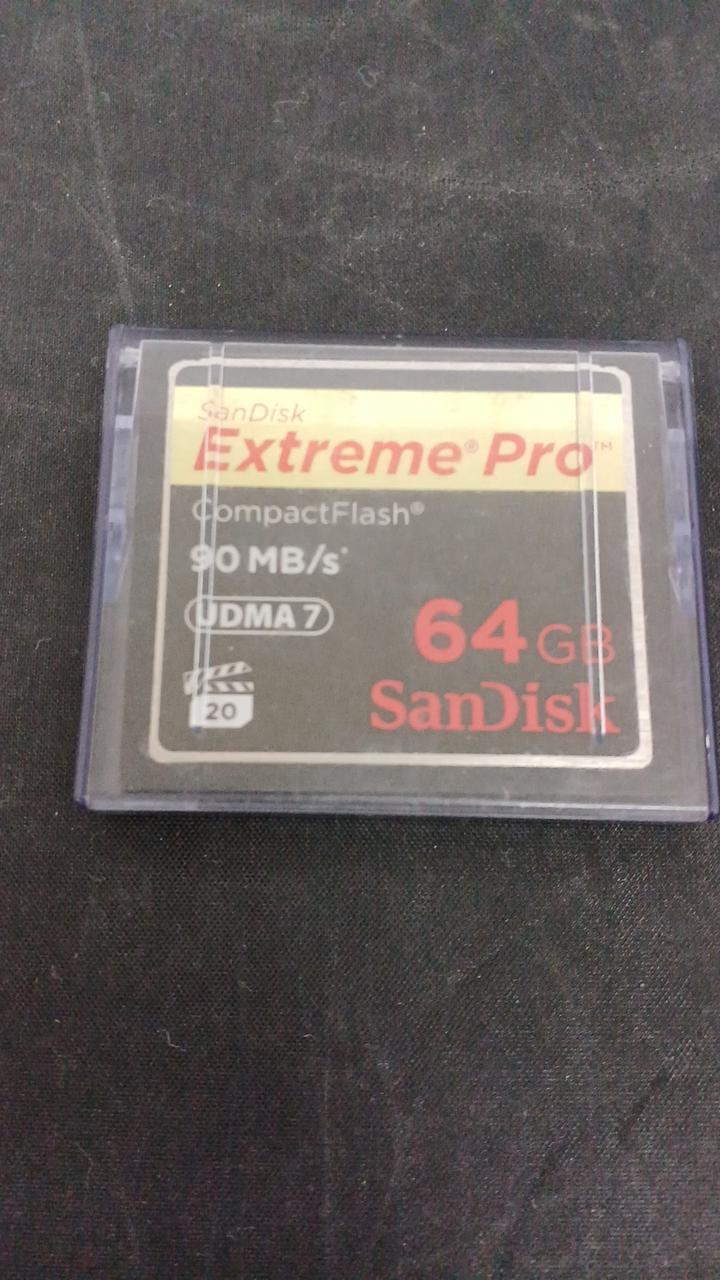 SanDisk
Extreme® Pro™
CompactFlash®
90 MB/s*
UDMA 7
64 GB
20
SanDisk